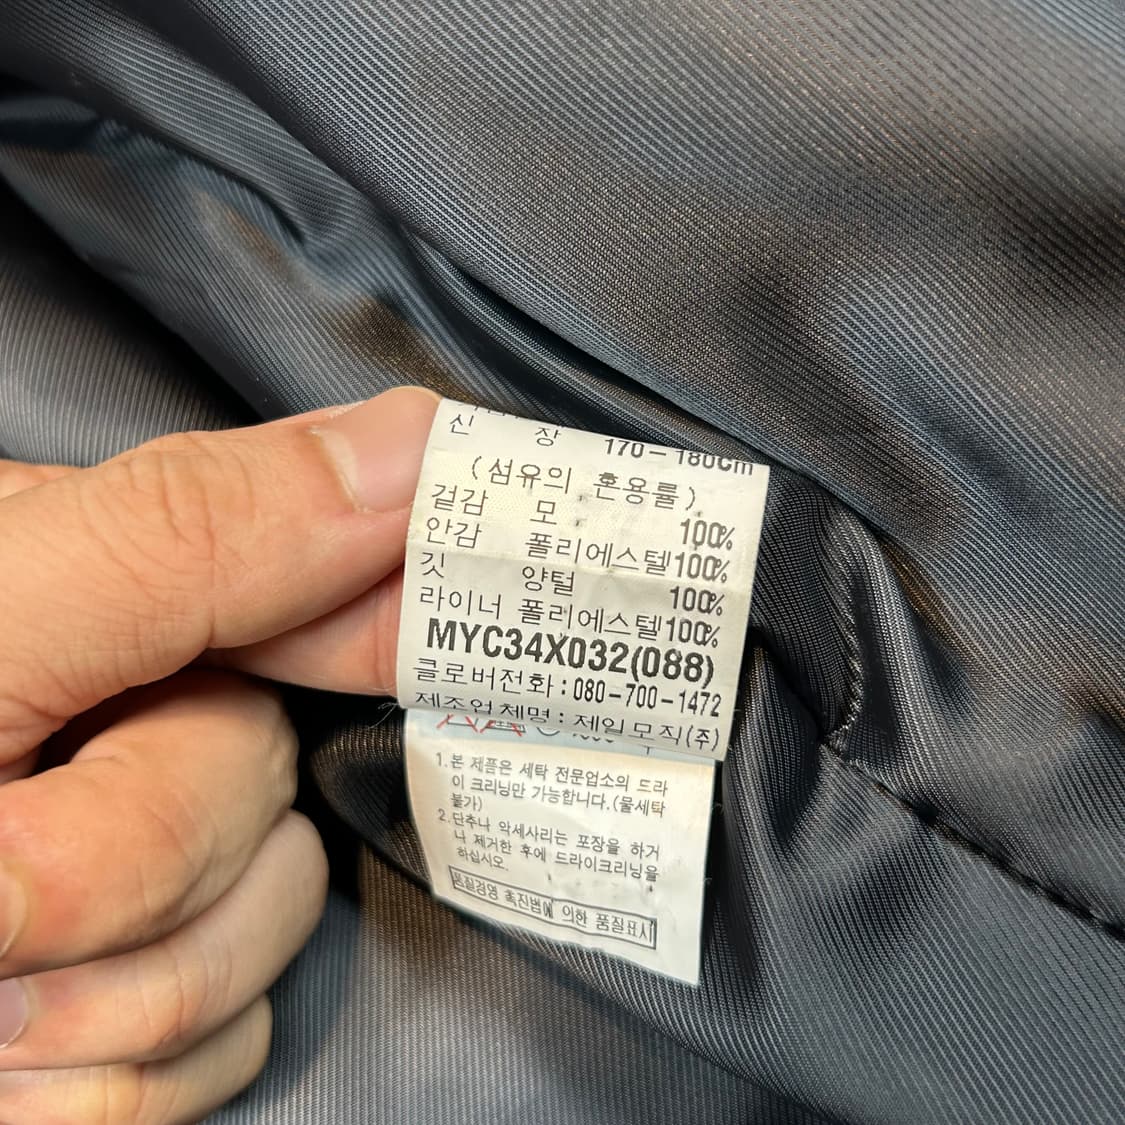 신 장 170-180Cm
(섬유의 혼용률)
겉감 모 100%
안감 폴리에스텔100%
깃 양털 100%
라이너 폴리에스텔100%
MYC34X032(088)
클로버전화:080-700-1472
제조업체명:제일모직(주)
1.본 제품은 세탁 전문업소의 드라
이 크리닝만 가능합니다.(물세탁
불가)
2.단추나 악세사리는 포장을 하거
나 제거한 후에 드라이크리닝을
하십시오.
품질경영 촉진법에 의한 품질표시